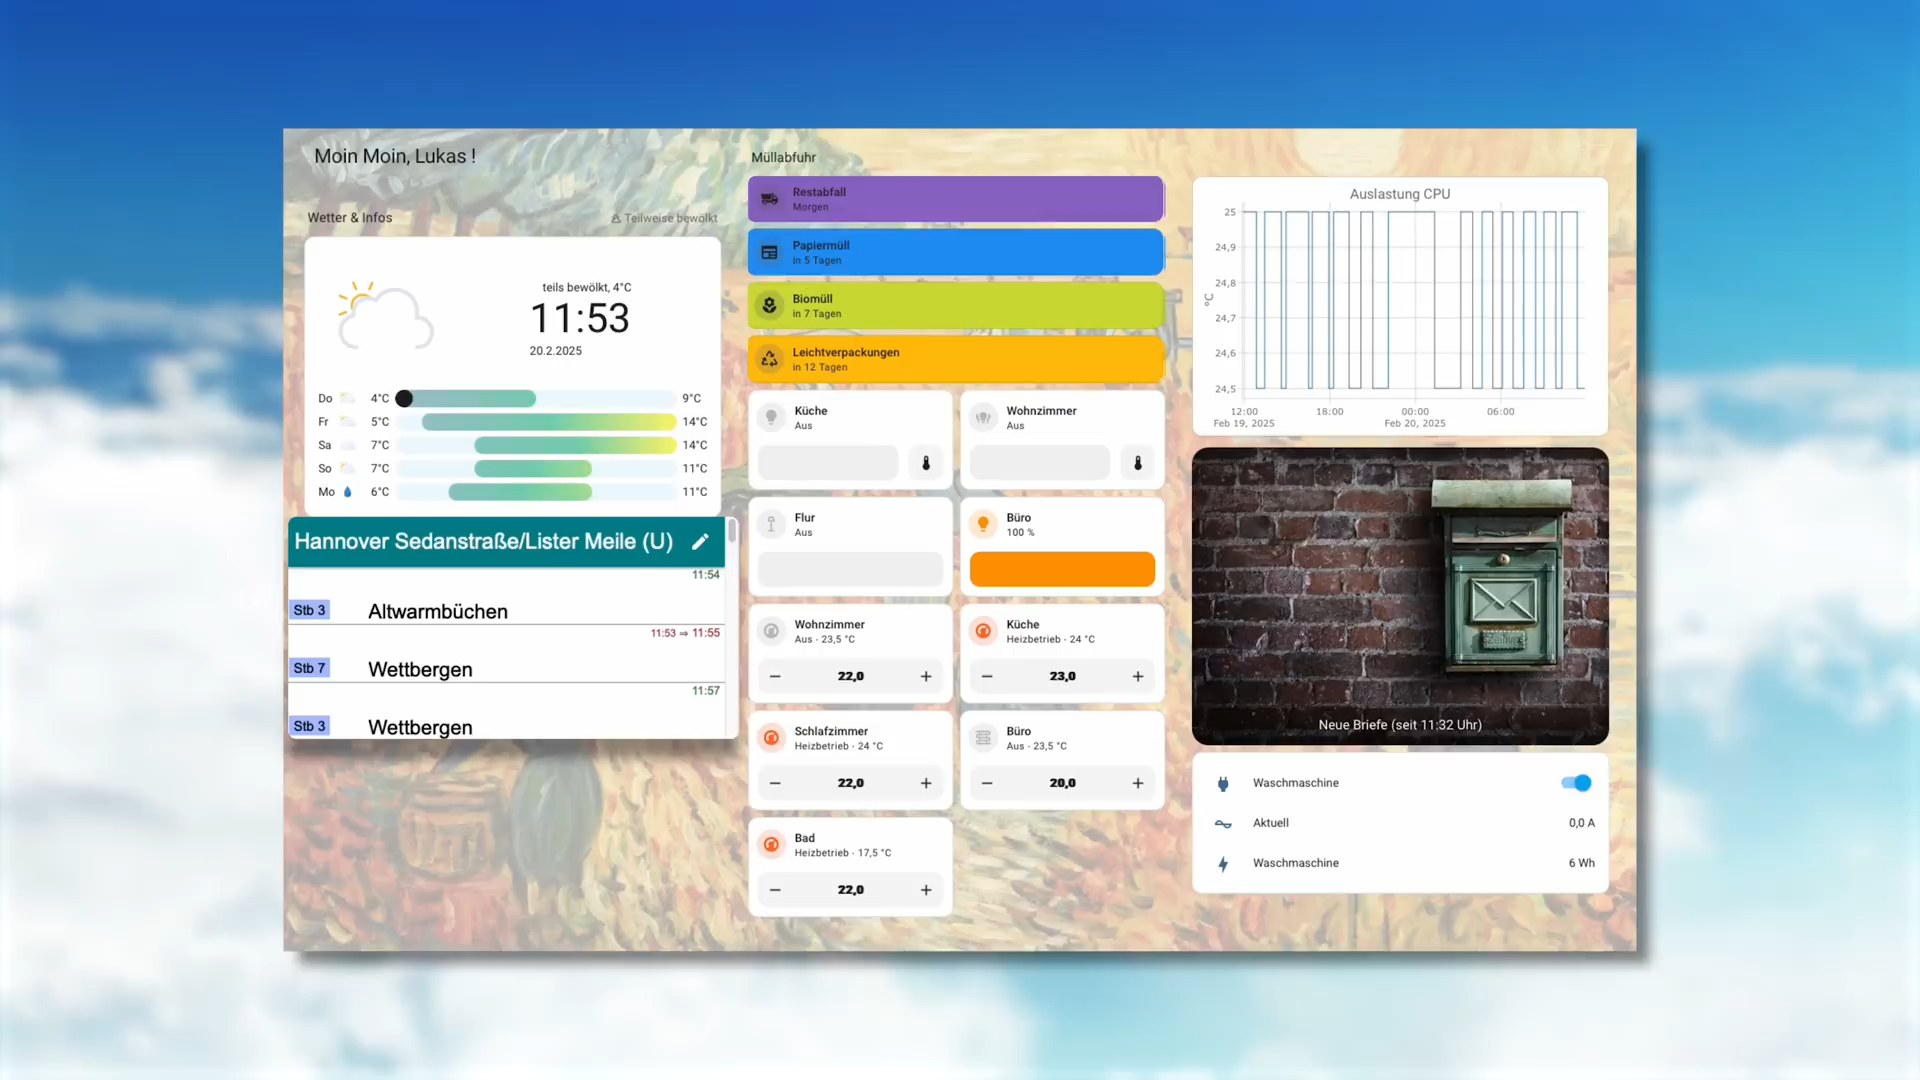 Moin Moin, Lukas !
Wetter & Infos
Teilweise bewölkt
teils bewölkt, 4°C
11:53
20.2.2025
Do 4°C 9°C
Fr 5°C 14°C
Sa 7°C 14°C
So 7°C 11°C
Mo 6°C 11°C
Hannover Sedanstraße/Lister Meile (U)
11:54
Stb 3 Altwarmbüchen
11:53 ⇒ 11:55
Stb 7 Wettbergen
11:57
Stb 3 Wettbergen
Müllabfuhr
Restabfall
Morgen
Papiermüll
in 5 Tagen
Biomüll
in 7 Tagen
Leichtverpackungen
in 12 Tagen
Küche
Aus
Wohnzimmer
Aus
Flur
Aus
Büro
100 %
Wohnzimmer
Aus · 23,5 °C
− 22,0 +
Küche
Heizbetrieb · 24 °C
− 23,0 +
Schlafzimmer
Heizbetrieb · 24 °C
− 22,0 +
Büro
Aus · 23,5 °C
− 20,0 +
Bad
Heizbetrieb · 17,5 °C
− 22,0 +
Auslastung CPU
25
24,9
24,8
24,7
24,6
24,5
°C
12:00 18:00 00:00 06:00
Feb 19, 2025 Feb 20, 2025
Neue Briefe (seit 11:32 Uhr)
Waschmaschine
Aktuell 0,0 A
Waschmaschine 6 Wh